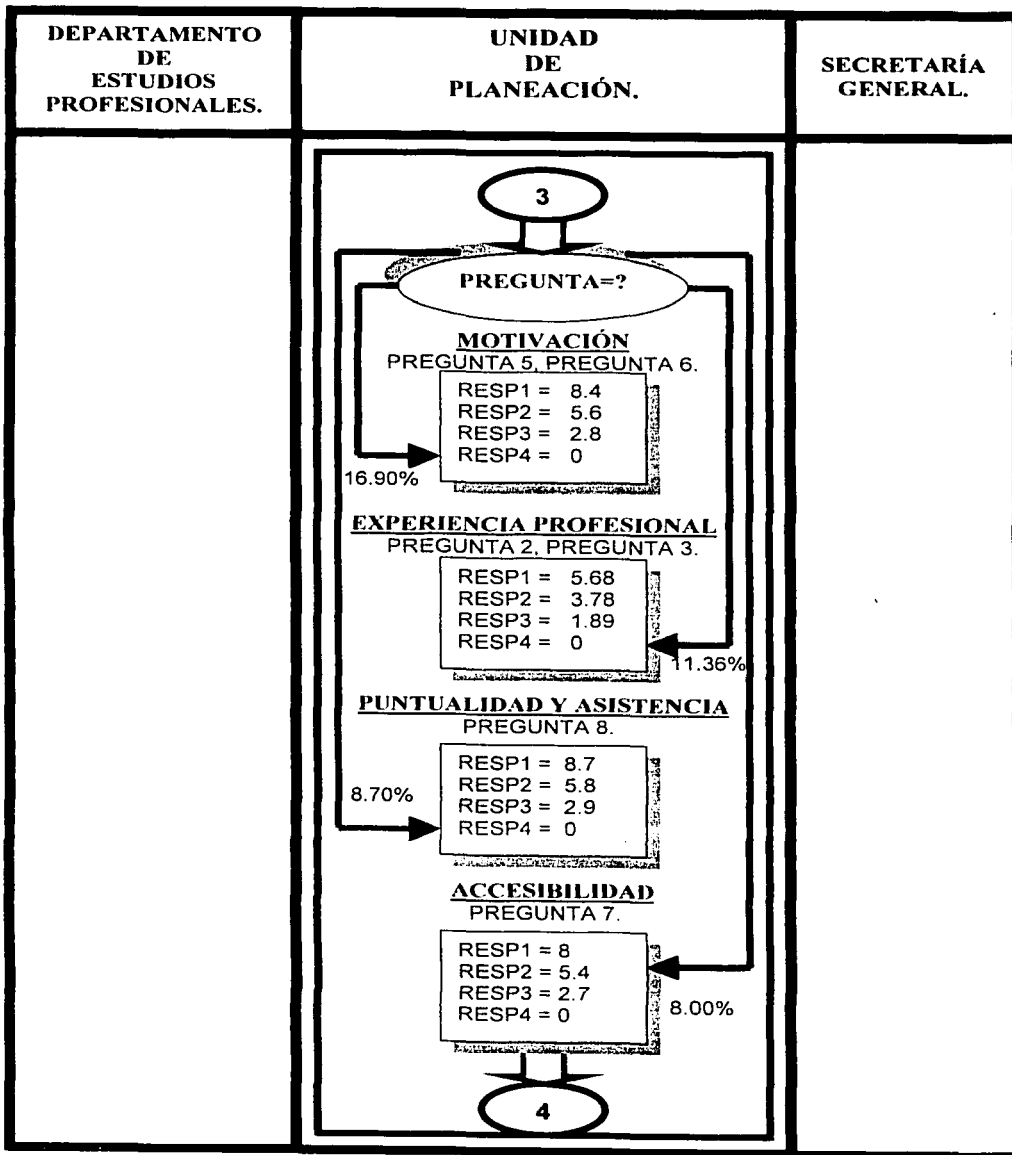 DEPARTAMENTO
DE
ESTUDIOS
PROFESIONALES.
UNIDAD
DE
PLANEACIÓN.
SECRETARÍA
GENERAL.
3
PREGUNTA=?
MOTIVACIÓN
PREGUNTA 5, PREGUNTA 6.
RESP1 = 8.4
RESP2 = 5.6
RESP3 = 2.8
RESP4 = 0
16.90%
EXPERIENCIA PROFESIONAL
PREGUNTA 2, PREGUNTA 3.
RESP1 = 5.68
RESP2 = 3.78
RESP3 = 1.89
RESP4 = 0
11.36%
PUNTUALIDAD Y ASISTENCIA
PREGUNTA 8.
RESP1 = 8.7
RESP2 = 5.8
RESP3 = 2.9
RESP4 = 0
8.70%
ACCESIBILIDAD
PREGUNTA 7.
RESP1 = 8
RESP2 = 5.4
RESP3 = 2.7
RESP4 = 0
8.00%
4